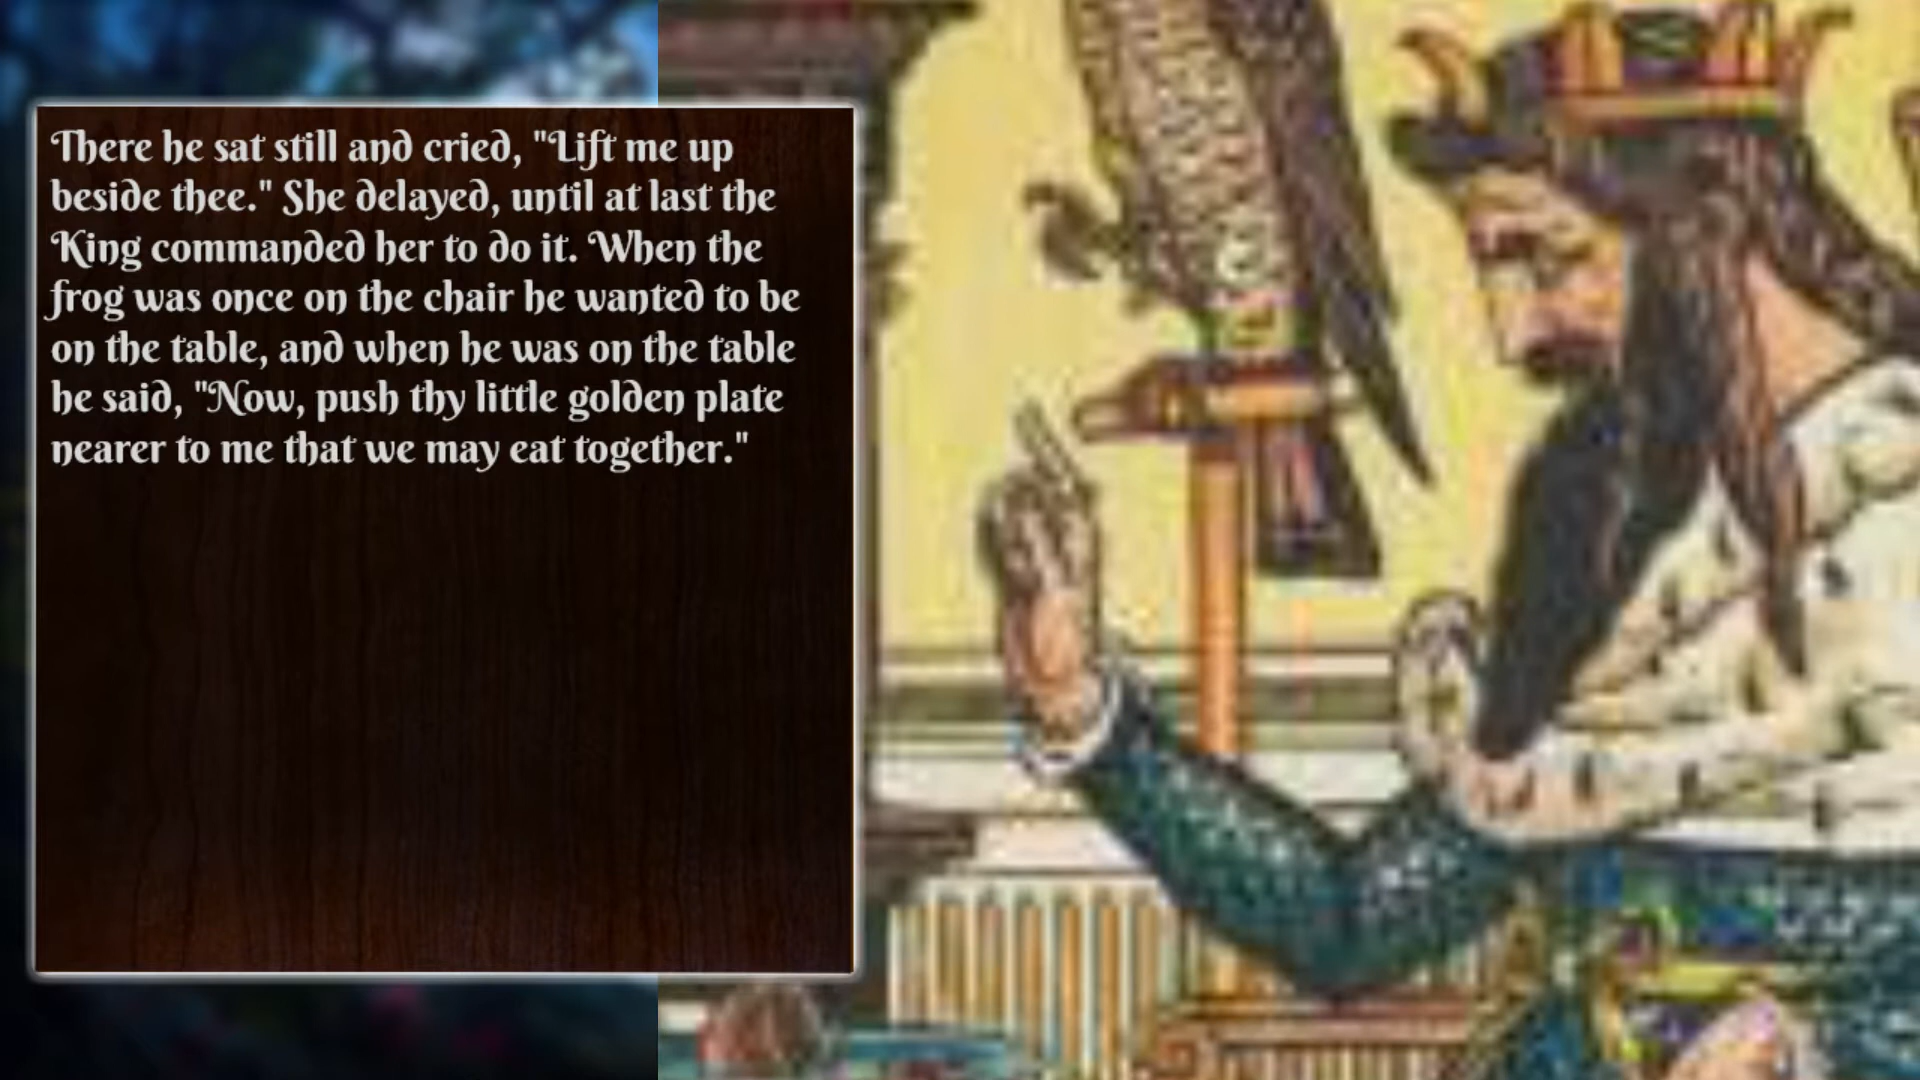 There he sat still and cried, "Lift me up
beside thee." She delayed, until at last the
King commanded her to do it. When the
frog was once on the chair he wanted to be
on the table, and when he was on the table
he said, "Now, push thy little golden plate
nearer to me that we may eat together."